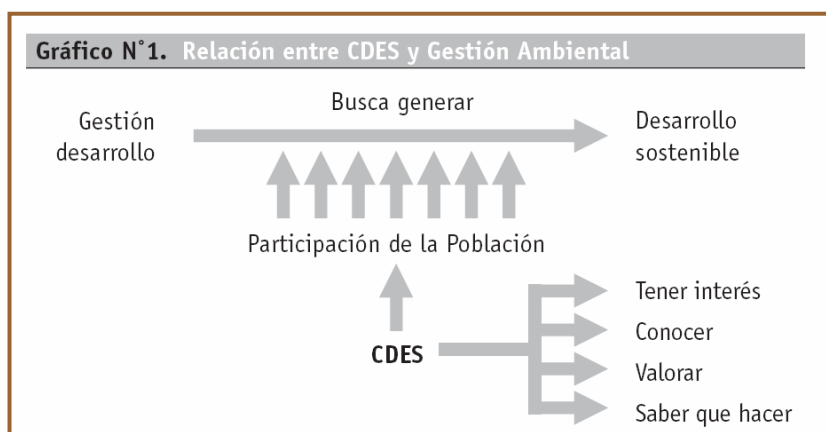 Gráfico N°1. Relación entre CDES y Gestión Ambiental
Busca generar
Gestión
desarrollo
Desarrollo
sostenible
Participación de la Población
CDES
Tener interés
Conocer
Valorar
Saber que hacer